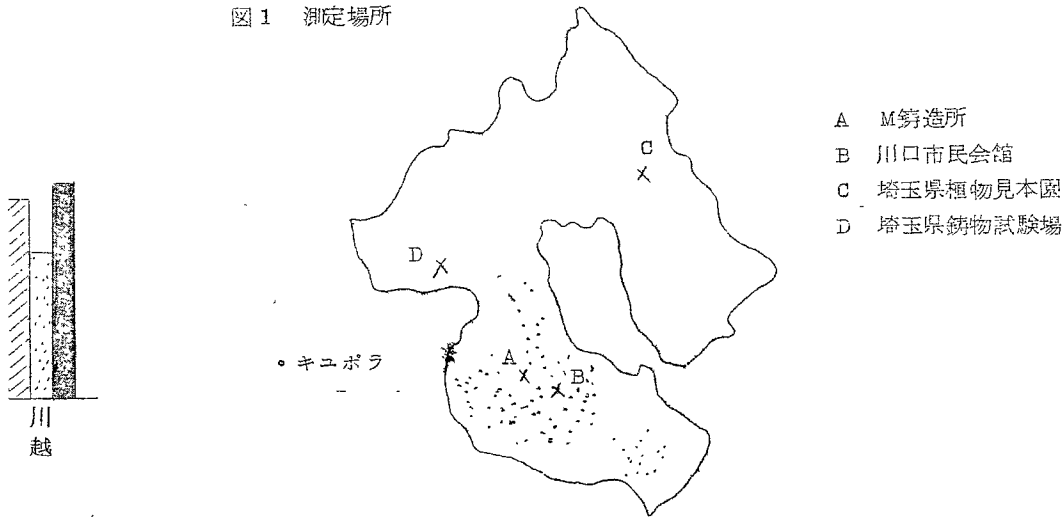 図1 測定場所
A M鋳造所
B 川口市民会館
C 埼玉県植物見本園
D 埼玉県鋳物試験場
C
D
A
B
。キユポラ
川
越